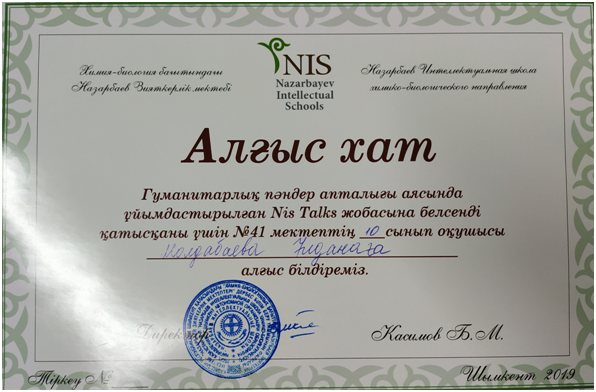 Химия-биология бағытындағы
Назарбаев Зияткерлік мектебі
NIS
Nazarbayev
Intellectual
Schools
Назарбаев Интеллектуальная школа
химико-биологического направления
Алғыс хат
Гуманитарлық пәндер апталығы аясында
ұйымдастырылған Nis Talks жобасына белсенді
қатысқаны үшін №41 мектептің 10 сынып оқушысы
Молдабаева
алғыс білдіреміз.
Директор
Касимов Б.М.
Тіркеу №
Шымкент 2019